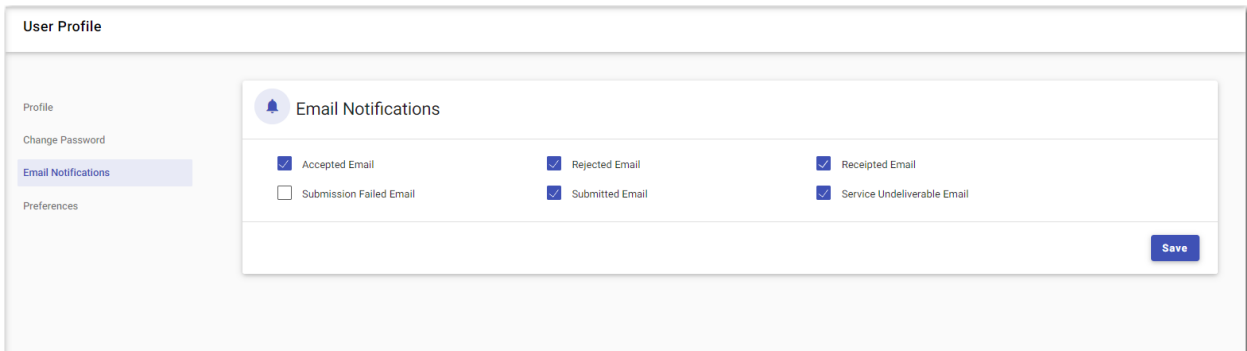 User Profile
Profile
Change Password
Email Notifications
Preferences
Email Notifications
Accepted Email
Rejected Email
Receipted Email
Submission Failed Email
Submitted Email
Service Undeliverable Email
Save